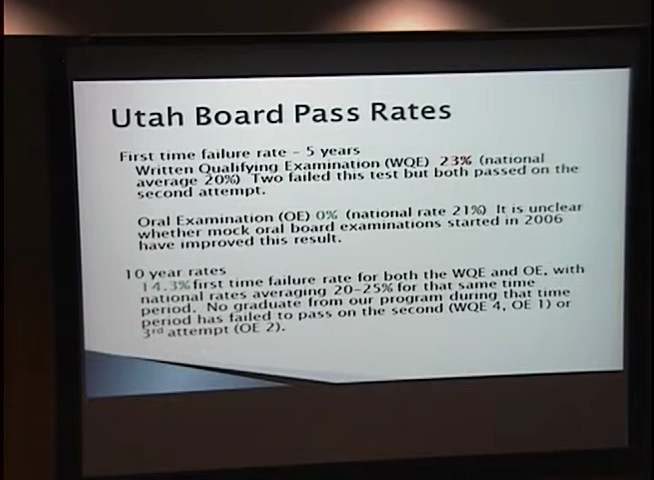 Utah Board Pass Rates
First time failure rate - 5 years
Written Qualifying Examination (WQE) 23% (national
average 20%) Two failed this test but both passed on the
second attempt.
Oral Examination (OE) 0% (national rate 21%) It is unclear
whether mock oral board examinations started in 2006
have improved this result.
10 year rates
14.3% first time failure rate for both the WQE and OE, with
national rates averaging 20-25% for that same time
period. No graduate from our program during that time
period has failed to pass on the second (WQE 4, OE 1) or
3rd attempt (OE 2).